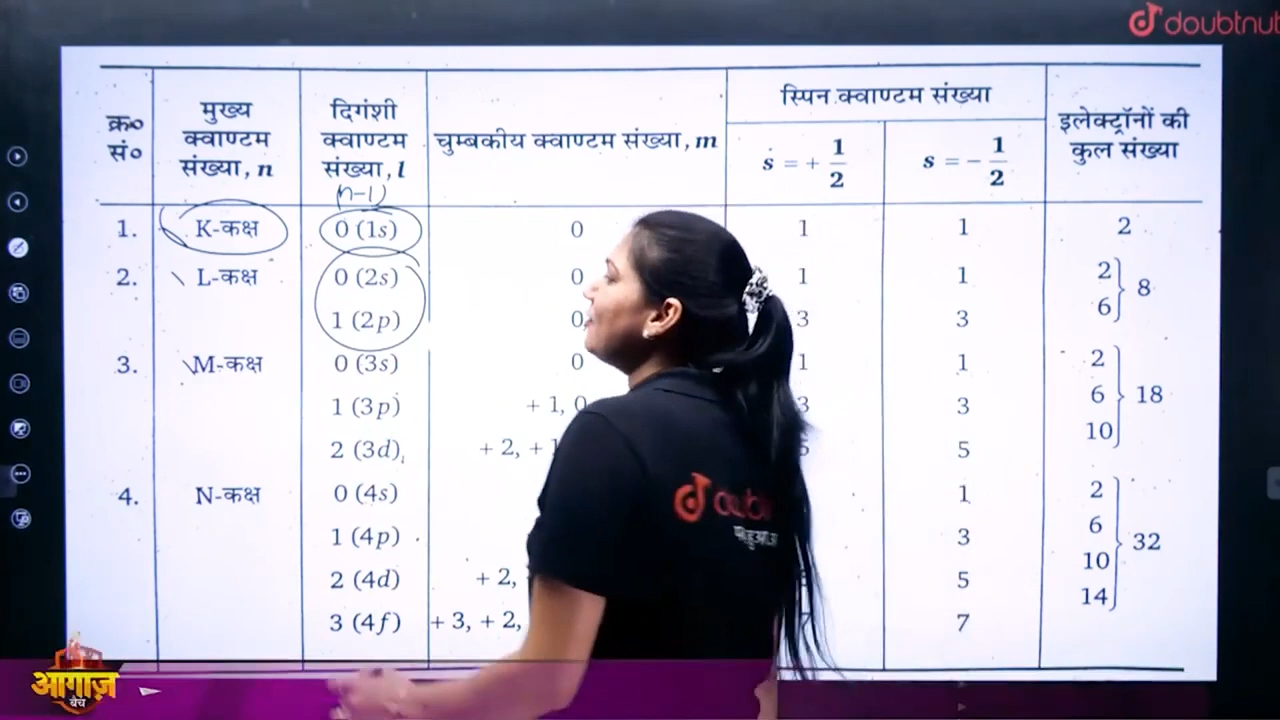 doubtnut
क्र०
सं०
मुख्य
क्वाण्टम
संख्या, n
दिगंशी
क्वाण्टम
संख्या, l
(n-1)
चुम्बकीय क्वाण्टम संख्या, m
स्पिन क्वाण्टम संख्या
s = + 1/2
s = - 1/2
इलेक्ट्रॉनों की
कुल संख्या
1. K-कक्ष 0 (1s) 0 1 1 2
2. L-कक्ष 0 (2s) 0 1 1 2
1 (2p) 0 3 3 6 } 8
3. M-कक्ष 0 (3s) 0 1 1 2
1 (3p) + 1, 0 3 3 6 } 18
2 (3d) + 2, + 1 5 5 10
4. N-कक्ष 0 (4s) 1 2
1 (4p) 3 6
2 (4d) + 2, 5 10 } 32
3 (4f) + 3, + 2, 7 14
आगाज़
बैच